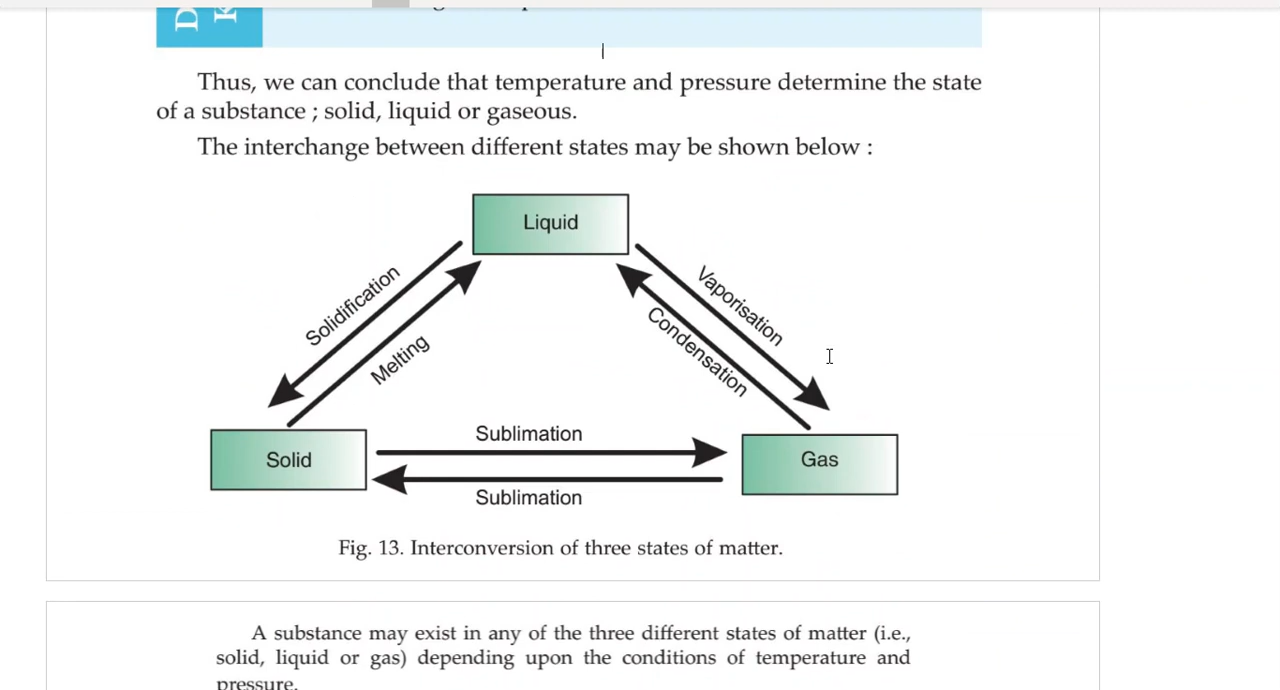 Thus, we can conclude that temperature and pressure determine the state
of a substance ; solid, liquid or gaseous.
The interchange between different states may be shown below :
Liquid
Solidification
Melting
Vaporisation
Condensation
Sublimation
Solid
Gas
Sublimation
Fig. 13. Interconversion of three states of matter.
A substance may exist in any of the three different states of matter (i.e.,
solid, liquid or gas) depending upon the conditions of temperature and
pressure.